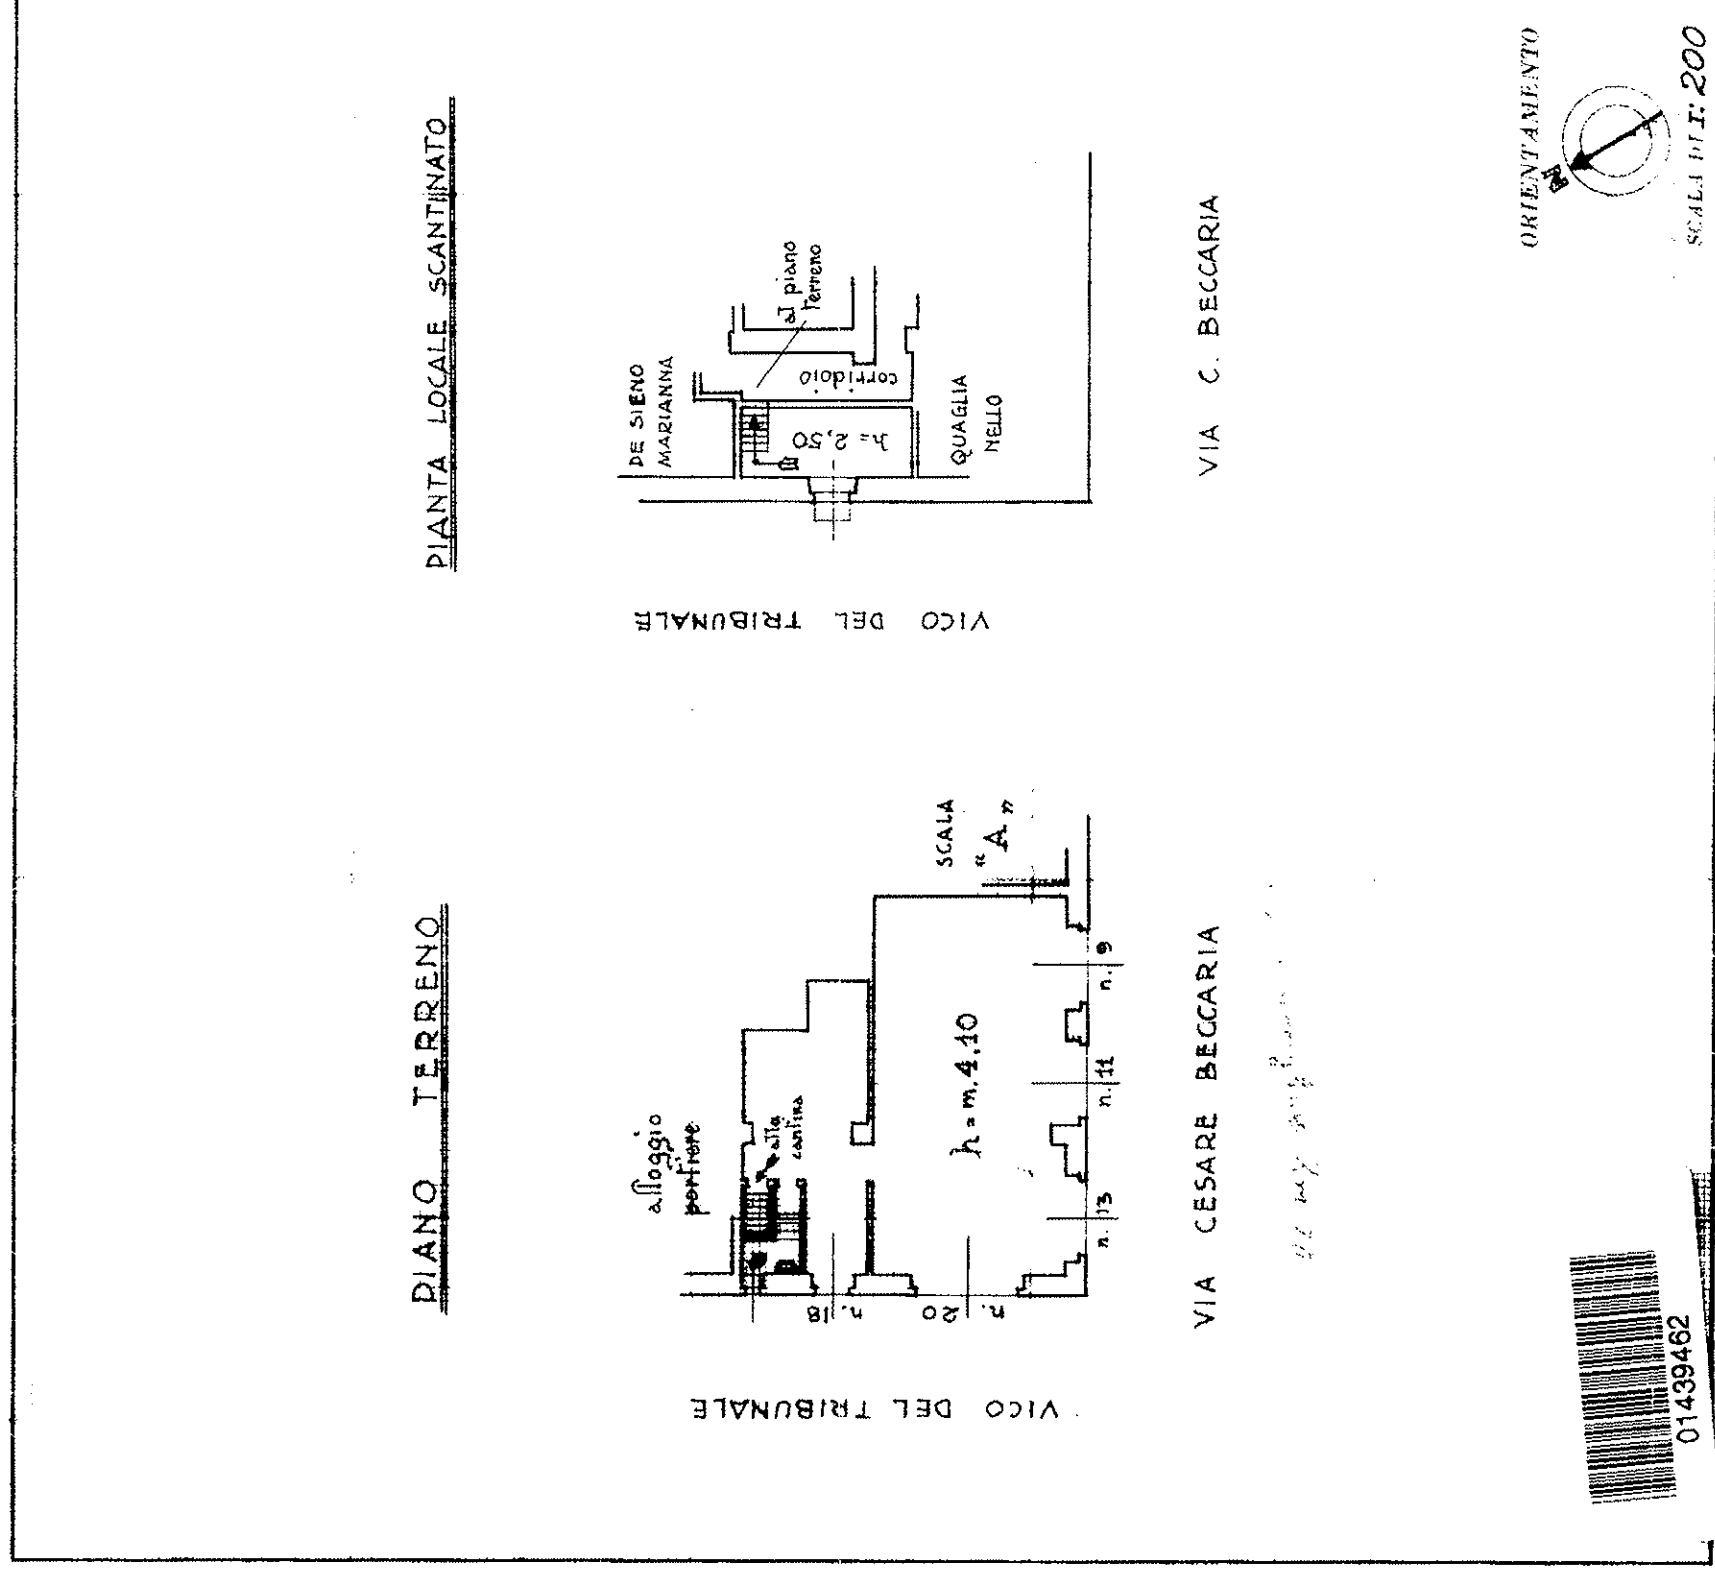 PIANO TERRENO
alloggio
portiere
alla
cantina
SCALA
"A"
h=m.4,10
n. 18
n. 20
n. 13
n. 11
n. 9
VICO DEL TRIBUNALE
VIA CESARE BECCARIA
PIANTA LOCALE SCANTINATO
DE SIENO
MARIANNA
al piano
terreno
corridoio
h=2,50
QUAGLIA
NELLO
VICO DEL TRIBUNALE
VIA C. BECCARIA
ORIENTAMENTO
N
SCALA DI 1:200
01439462